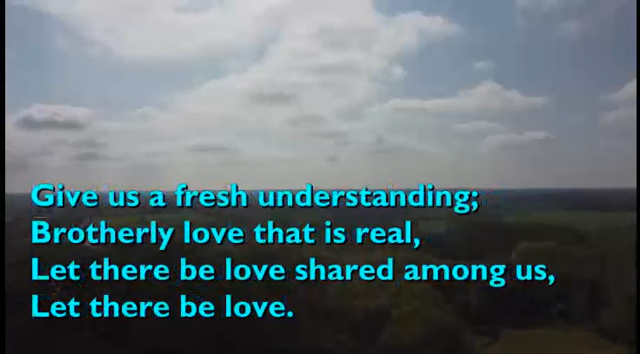 Give us a fresh understanding;
Brotherly love that is real,
Let there be love shared among us,
Let there be love.